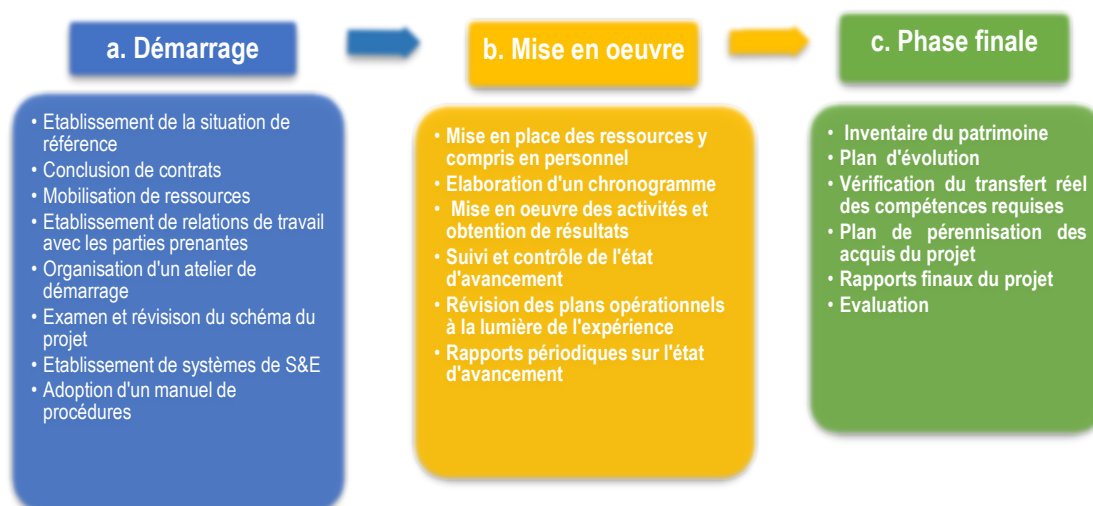 a. Démarrage
• Etablissement de la situation de
référence
• Conclusion de contrats
• Mobilisation de ressources
• Etablissement de relations de travail
avec les parties prenantes
• Organisation d'un atelier de
démarrage
• Examen et révisison du schéma du
projet
• Etablissement de systèmes de S&E
• Adoption d'un manuel de
procédures
b. Mise en oeuvre
• Mise en place des ressources y
compris en personnel
• Elaboration d'un chronogramme
• Mise en oeuvre des activités et
obtention de résultats
• Suivi et contrôle de l'état
d'avancement
• Révision des plans opérationnels
à la lumière de l'expérience
• Rapports périodiques sur l'état
d'avancement
c. Phase finale
• Inventaire du patrimoine
• Plan d'évolution
• Vérification du transfert réel
des compétences requises
• Plan de pérennisation des
acquis du projet
• Rapports finaux du projet
• Evaluation